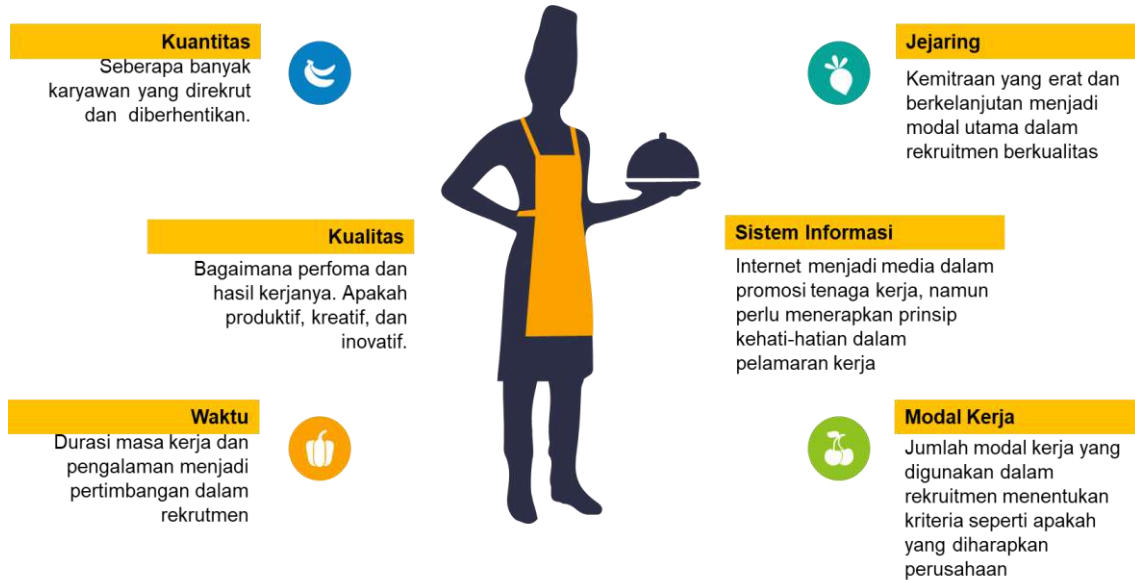 Kuantitas
Seberapa banyak
karyawan yang direkrut
dan diberhentikan.
Kualitas
Bagaimana perfoma dan
hasil kerjanya. Apakah
produktif, kreatif, dan
inovatif.
Waktu
Durasi masa kerja dan
pengalaman menjadi
pertimbangan dalam
rekrutmen
Jejaring
Kemitraan yang erat dan
berkelanjutan menjadi
modal utama dalam
rekruitmen berkualitas
Sistem Informasi
Internet menjadi media dalam
promosi tenaga kerja, namun
perlu menerapkan prinsip
kehati-hatian dalam
pelamaran kerja
Modal Kerja
Jumlah modal kerja yang
digunakan dalam
rekruitmen menentukan
kriteria seperti apakah
yang diharapkan
perusahaan